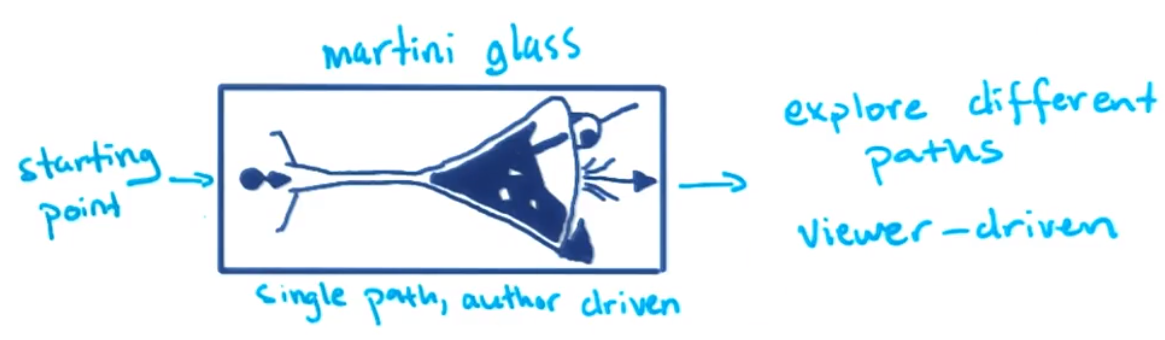 martini glass
starting
point
single path, author driven
explore different
paths
viewer-driven